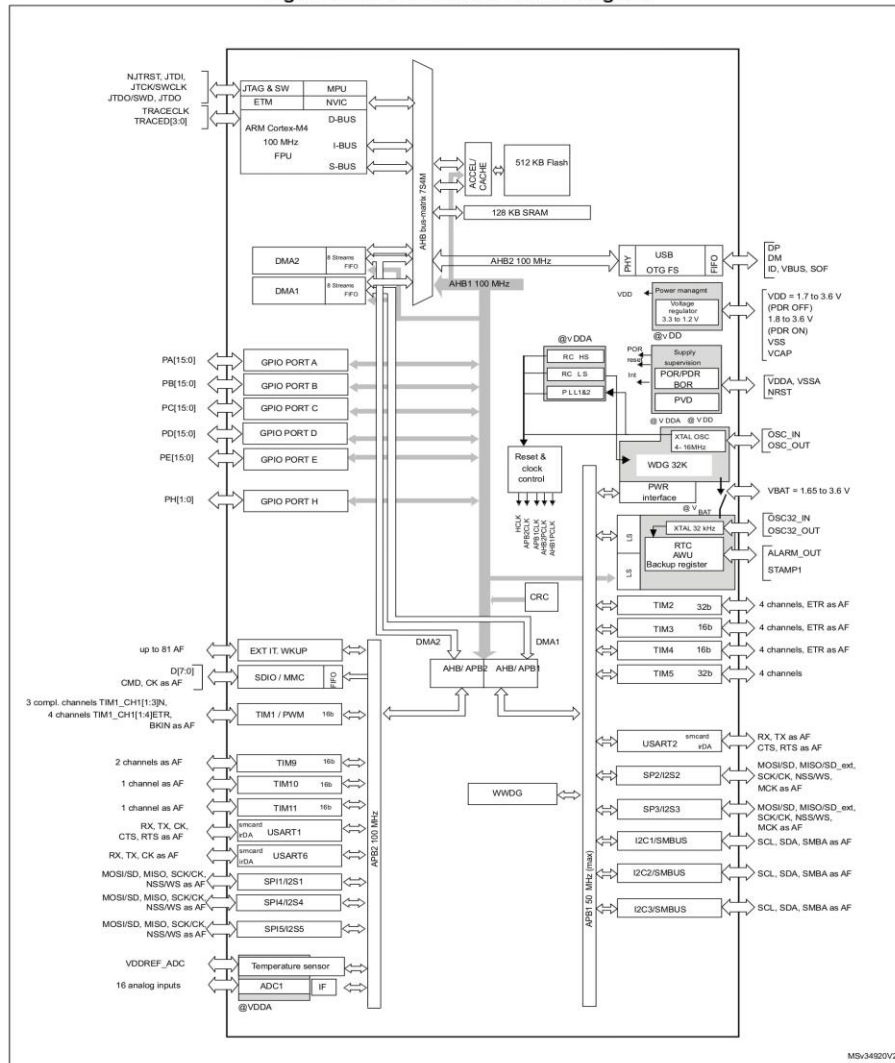 NJTRST, JTDI,
JTCK/SWCLK
JTDO/SWD, JTDO
TRACECLK
TRACED[3:0]
JTAG & SW
MPU
ETM
NVIC
ARM Cortex-M4
100 MHz
FPU
D-BUS
I-BUS
S-BUS
AHB bus-matrix 7S4M
ACCEL/
CACHE
512 KB Flash
128 KB SRAM
DMA2
8 Streams
FIFO
DMA1
8 Streams
FIFO
AHB2 100 MHz
AHB1 100 MHz
PHY
USB
OTG FS
FIFO
DP
DM
ID, VBUS, SOF
Power managmt
VDD
Voltage
regulator
3.3 to 1.2 V
@VDD
VDD = 1.7 to 3.6 V
(PDR OFF)
1.8 to 3.6 V
(PDR ON)
VSS
VCAP
@VDDA
RC HS
RC LS
PLL1&2
POR
reset
Int
Supply
supervision
POR/PDR
BOR
PVD
VDDA, VSSA
NRST
@VDDA
@VDD
XTAL OSC
4- 16MHz
OSC_IN
OSC_OUT
WDG 32K
PWR
interface
VBAT = 1.65 to 3.6 V
@VBAT
LS
LS
XTAL 32 kHz
RTC
AWU
Backup register
OSC32_IN
OSC32_OUT
ALARM_OUT
STAMP1
PA[15:0]
GPIO PORT A
PB[15:0]
GPIO PORT B
PC[15:0]
GPIO PORT C
PD[15:0]
GPIO PORT D
PE[15:0]
GPIO PORT E
PH[1:0]
GPIO PORT H
Reset &
clock
control
HCLK
APB2CLK
APB1CLK
AHB2PCLK
AHB1PCLK
CRC
DMA2
DMA1
AHB/ APB2
AHB/ APB1
TIM2 32b
4 channels, ETR as AF
TIM3 16b
4 channels, ETR as AF
TIM4 16b
4 channels, ETR as AF
TIM5 32b
4 channels
up to 81 AF
EXT IT. WKUP
D[7:0]
CMD, CK as AF
SDIO / MMC
FIFO
3 compl. channels TIM1_CH1[1:3]N,
4 channels TIM1_CH1[1:4]ETR,
BKIN as AF
TIM1 / PWM 16b
2 channels as AF
TIM9 16b
1 channel as AF
TIM10 16b
1 channel as AF
TIM11 16b
RX, TX, CK,
CTS, RTS as AF
smcard
irDA
USART1
RX, TX, CK as AF
smcard
irDA
USART6
MOSI/SD, MISO, SCK/CK,
NSS/WS as AF
SPI1/I2S1
MOSI/SD, MISO, SCK/CK,
NSS/WS as AF
SPI4/I2S4
MOSI/SD, MISO, SCK/CK,
NSS/WS as AF
SPI5/I2S5
VDDREF_ADC
Temperature sensor
16 analog inputs
ADC1
IF
@VDDA
APB2 100 MHz
WWDG
APB1 50 MHz (max)
USART2
smcard
irDA
RX, TX as AF
CTS, RTS as AF
SP2/I2S2
MOSI/SD, MISO/SD_ext,
SCK/CK, NSS/WS,
MCK as AF
SP3/I2S3
MOSI/SD, MISO/SD_ext,
SCK/CK, NSS/WS,
MCK as AF
I2C1/SMBUS
SCL, SDA, SMBA as AF
I2C2/SMBUS
SCL, SDA, SMBA as AF
I2C3/SMBUS
SCL, SDA, SMBA as AF